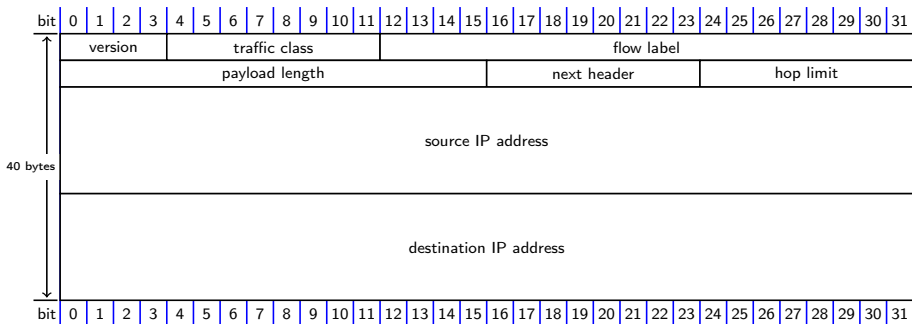 bit 0 1 2 3 4 5 6 7 8 9 10 11 12 13 14 15 16 17 18 19 20 21 22 23 24 25 26 27 28 29 30 31
version traffic class flow label
payload length next header hop limit
source IP address
40 bytes
destination IP address
bit 0 1 2 3 4 5 6 7 8 9 10 11 12 13 14 15 16 17 18 19 20 21 22 23 24 25 26 27 28 29 30 31